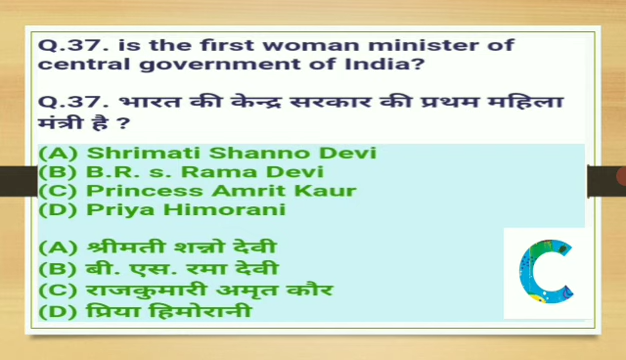 Q.37. is the first woman minister of
central government of India?
Q.37. भारत की केन्द्र सरकार की प्रथम महिला
मंत्री है ?
(A) Shrimati Shanno Devi
(B) B.R. s. Rama Devi
(C) Princess Amrit Kaur
(D) Priya Himorani
(A) श्रीमती शन्नो देवी
(B) बी. एस. रमा देवी
(C) राजकुमारी अमृत कौर
(D) प्रिया हिमोरानी
C